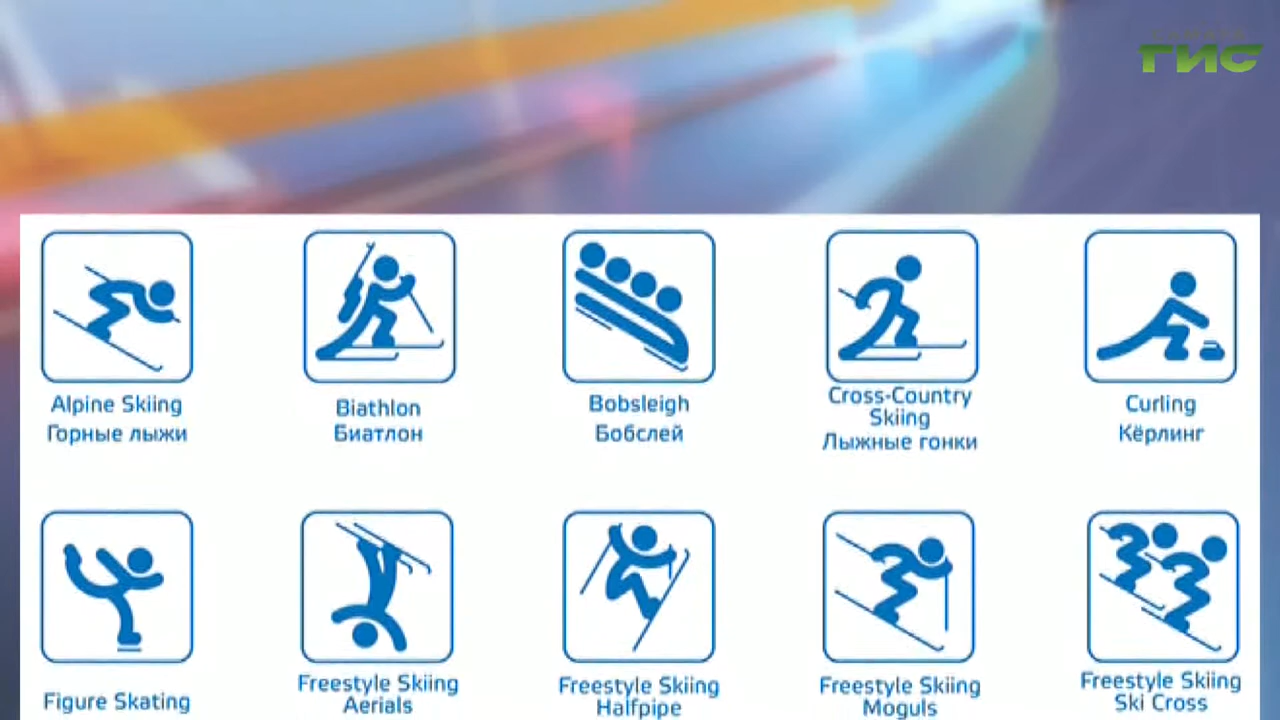 ГИС
Alpine Skiing
Горные лыжи
Biathlon
Биатлон
Bobsleigh
Бобслей
Cross-Country
Skiing
Лыжные гонки
Curling
Кёрлинг
Figure Skating
Freestyle Skiing
Aerials
Freestyle Skiing
Halfpipe
Freestyle Skiing
Moguls
Freestyle Skiing
Ski Cross